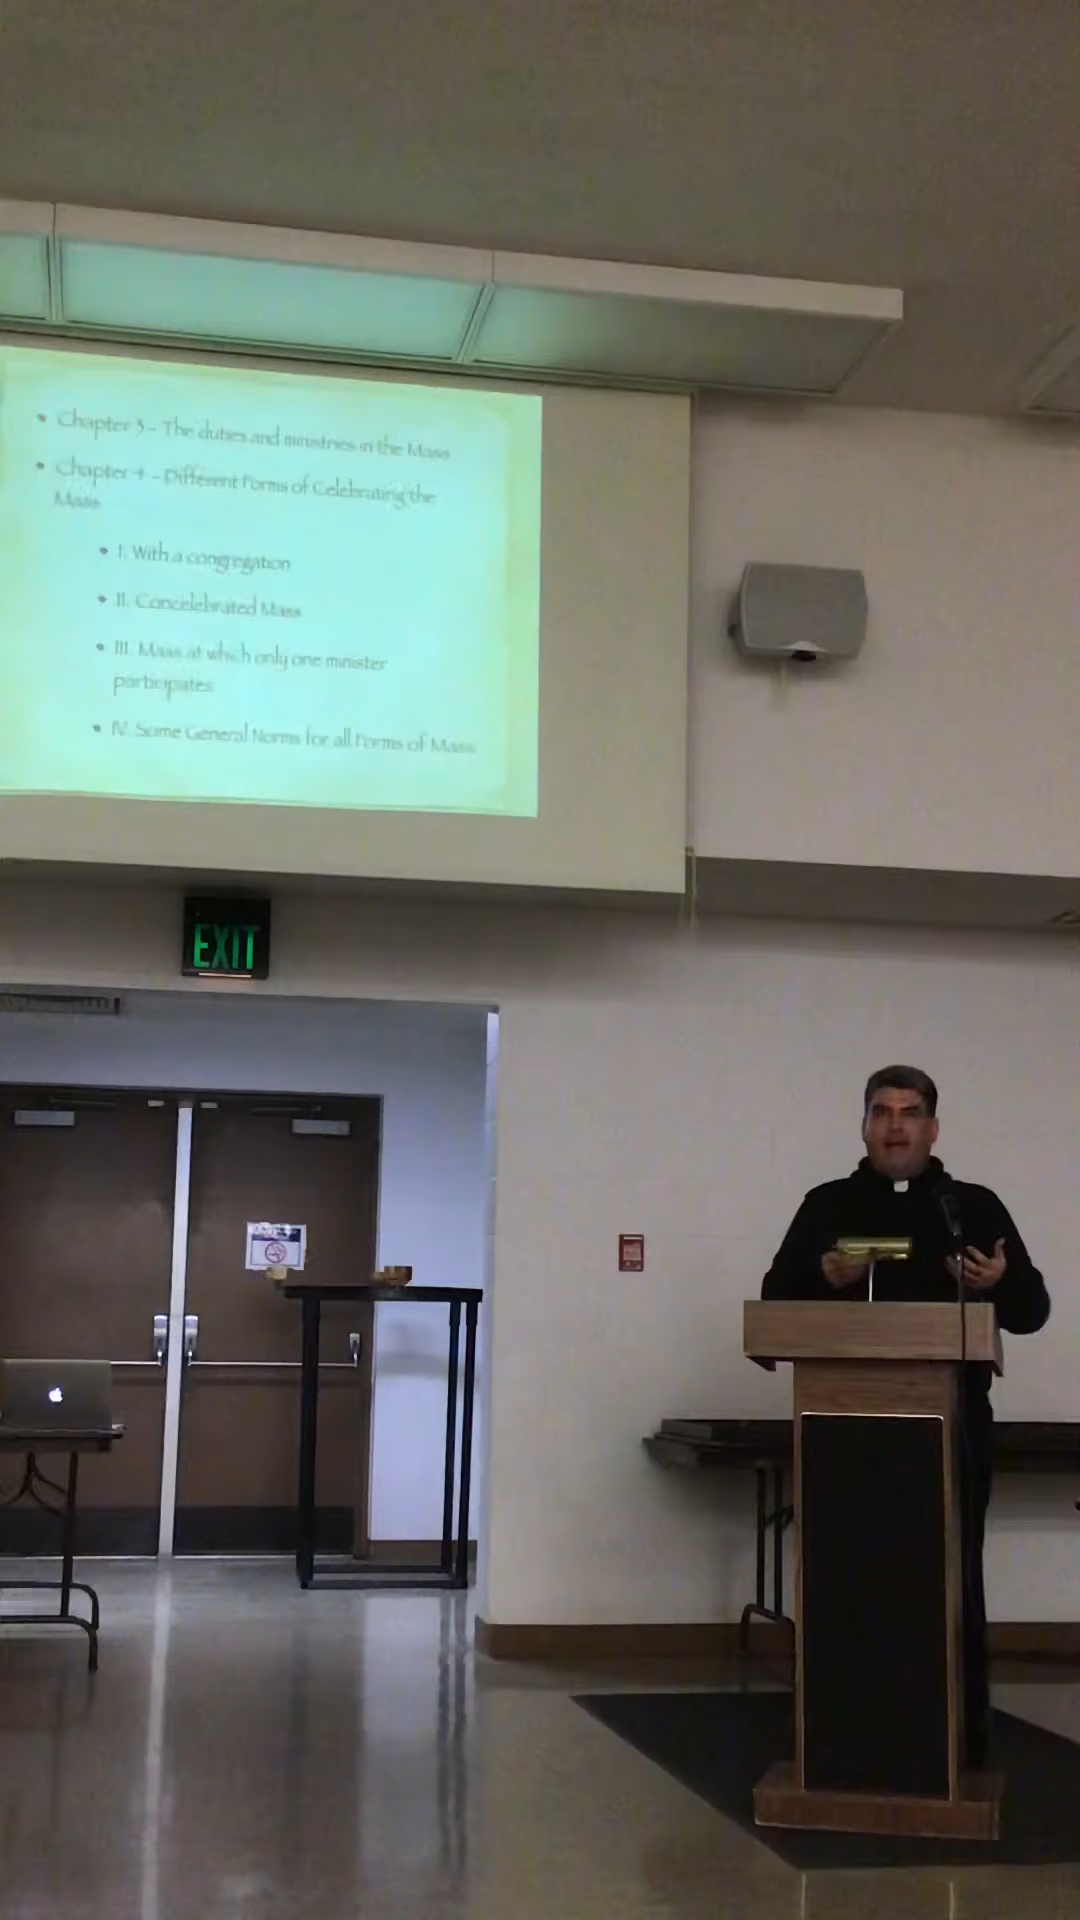 • Chapter 3 - The duties and ministries in the Mass
• Chapter 4 - Different Forms of Celebrating the
Mass
• I. With a congregation
• II. Concelebrated Mass
• III. Mass at which only one minister
participates
• IV. Some General Norms for all Forms of Mass
EXIT